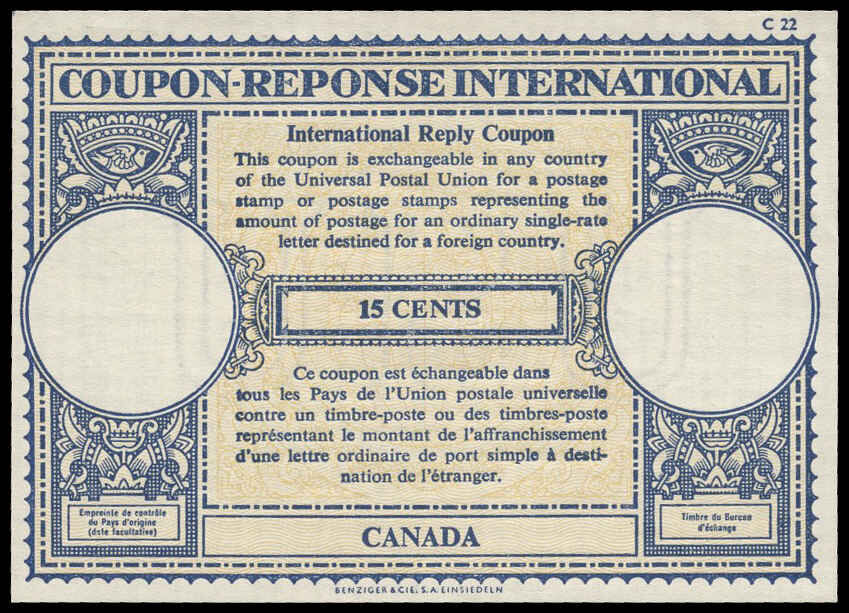 C 22
COUPON-REPONSE INTERNATIONAL
International Reply Coupon
This coupon is exchangeable in any country
of the Universal Postal Union for a postage
stamp or postage stamps representing the
amount of postage for an ordinary single-rate
letter destined for a foreign country.
15 CENTS
Ce coupon est échangeable dans
tous les Pays de l'Union postale universelle
contre un timbre-poste ou des timbres-poste
représentant le montant de l'affranchissement
d'une lettre ordinaire de port simple à desti-
nation de l'étranger.
Empreinte de contrôle
du Pays d'origine
(date facultative)
Timbre du Bureau
d'échange
CANADA
BENZIGER & CIE, S.A. EINSIEDELN